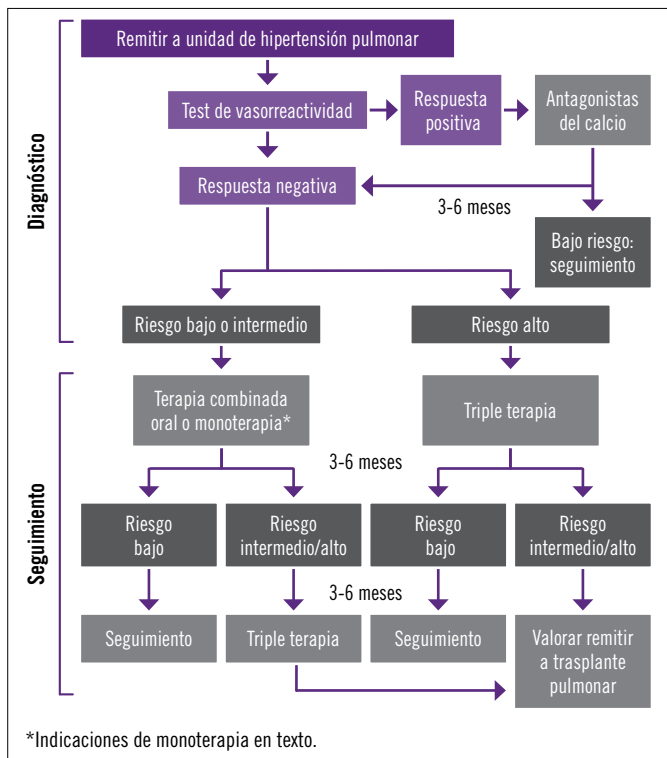 Remitir a unidad de hipertensión pulmonar
Test de vasorreactividad
Respuesta
positiva
Antagonistas
del calcio
Diagnóstico
Respuesta negativa
3-6 meses
Bajo riesgo:
seguimiento
Riesgo bajo o intermedio
Riesgo alto
Seguimiento
Terapia combinada
oral o monoterapia*
Triple terapia
3-6 meses
Riesgo
bajo
Riesgo
intermedio/alto
Riesgo
bajo
Riesgo
intermedio/alto
3-6 meses
Seguimiento
Triple terapia
Seguimiento
Valorar remitir
a trasplante
pulmonar
*Indicaciones de monoterapia en texto.